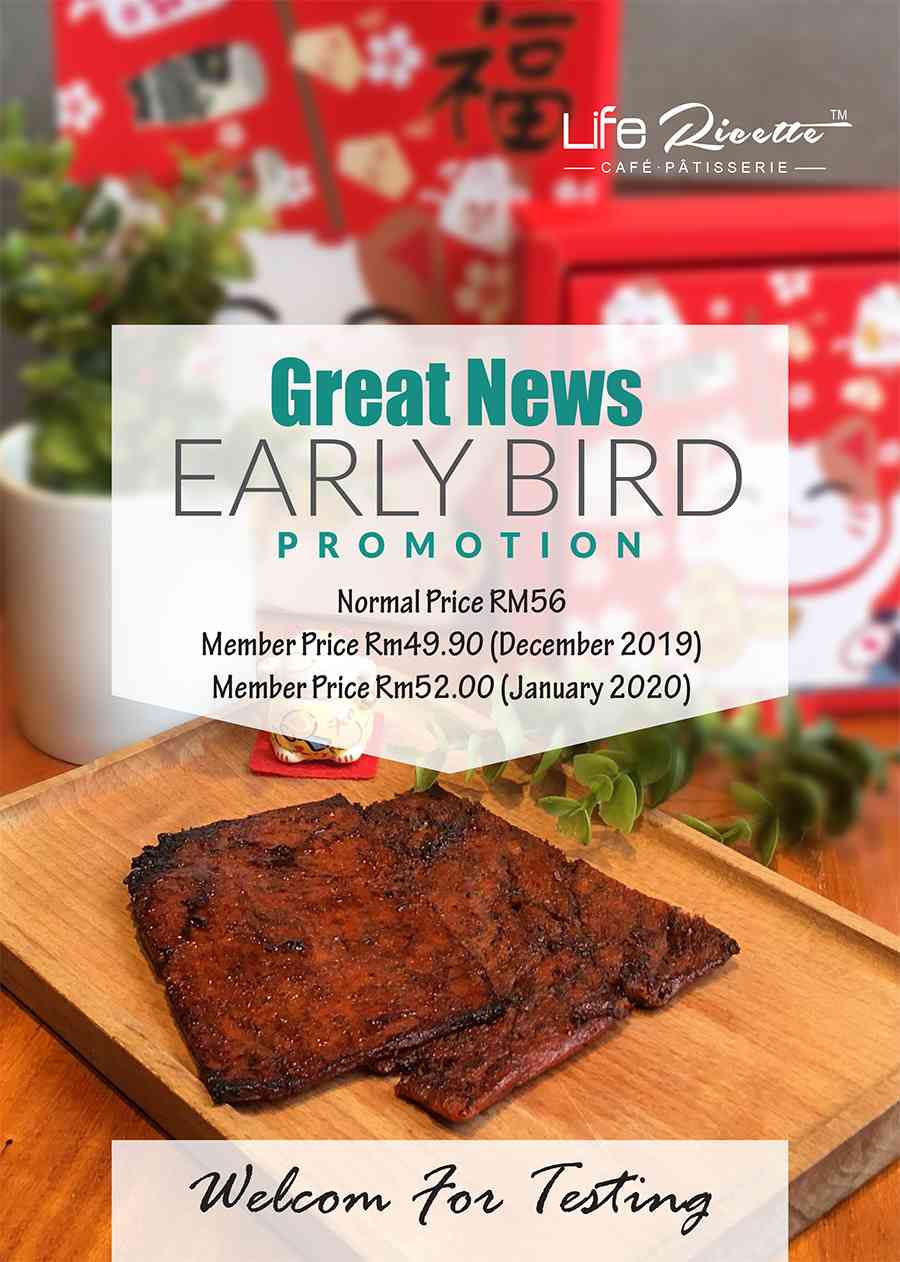 福
Life Ricette™
CAFÉ·PÂTISSERIE
Great News
EARLY BIRD
PROMOTION
Normal Price RM56
Member Price Rm49.90 (December 2019)
Member Price Rm52.00 (January 2020)
Welcom For Testing